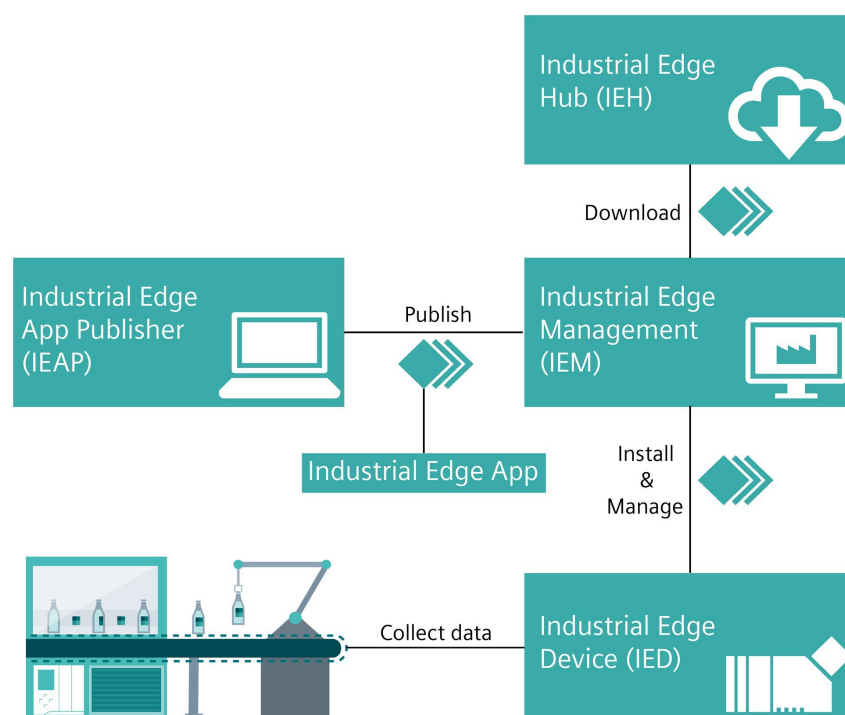 Industrial Edge
Hub (IEH)
Download
Industrial Edge
App Publisher
(IEAP)
Publish
Industrial Edge
Management
(IEM)
Industrial Edge App
Install
&
Manage
Collect data
Industrial Edge
Device (IED)